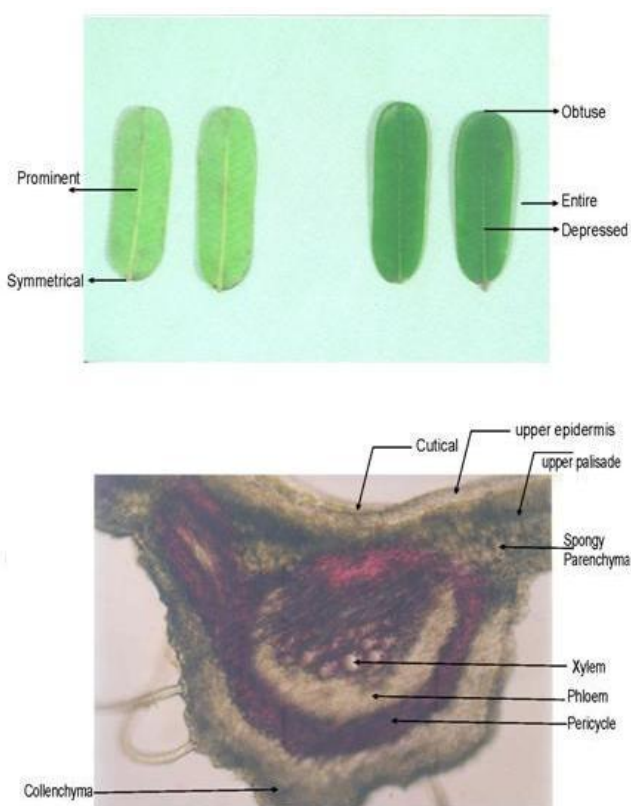 Obtuse
Prominent
Entire
Depressed
Symmetrical
upper epidermis
Cutical
upper palisade
Spongy
Parenchyma
Xylem
Phloem
Pericycle
Collenchyma